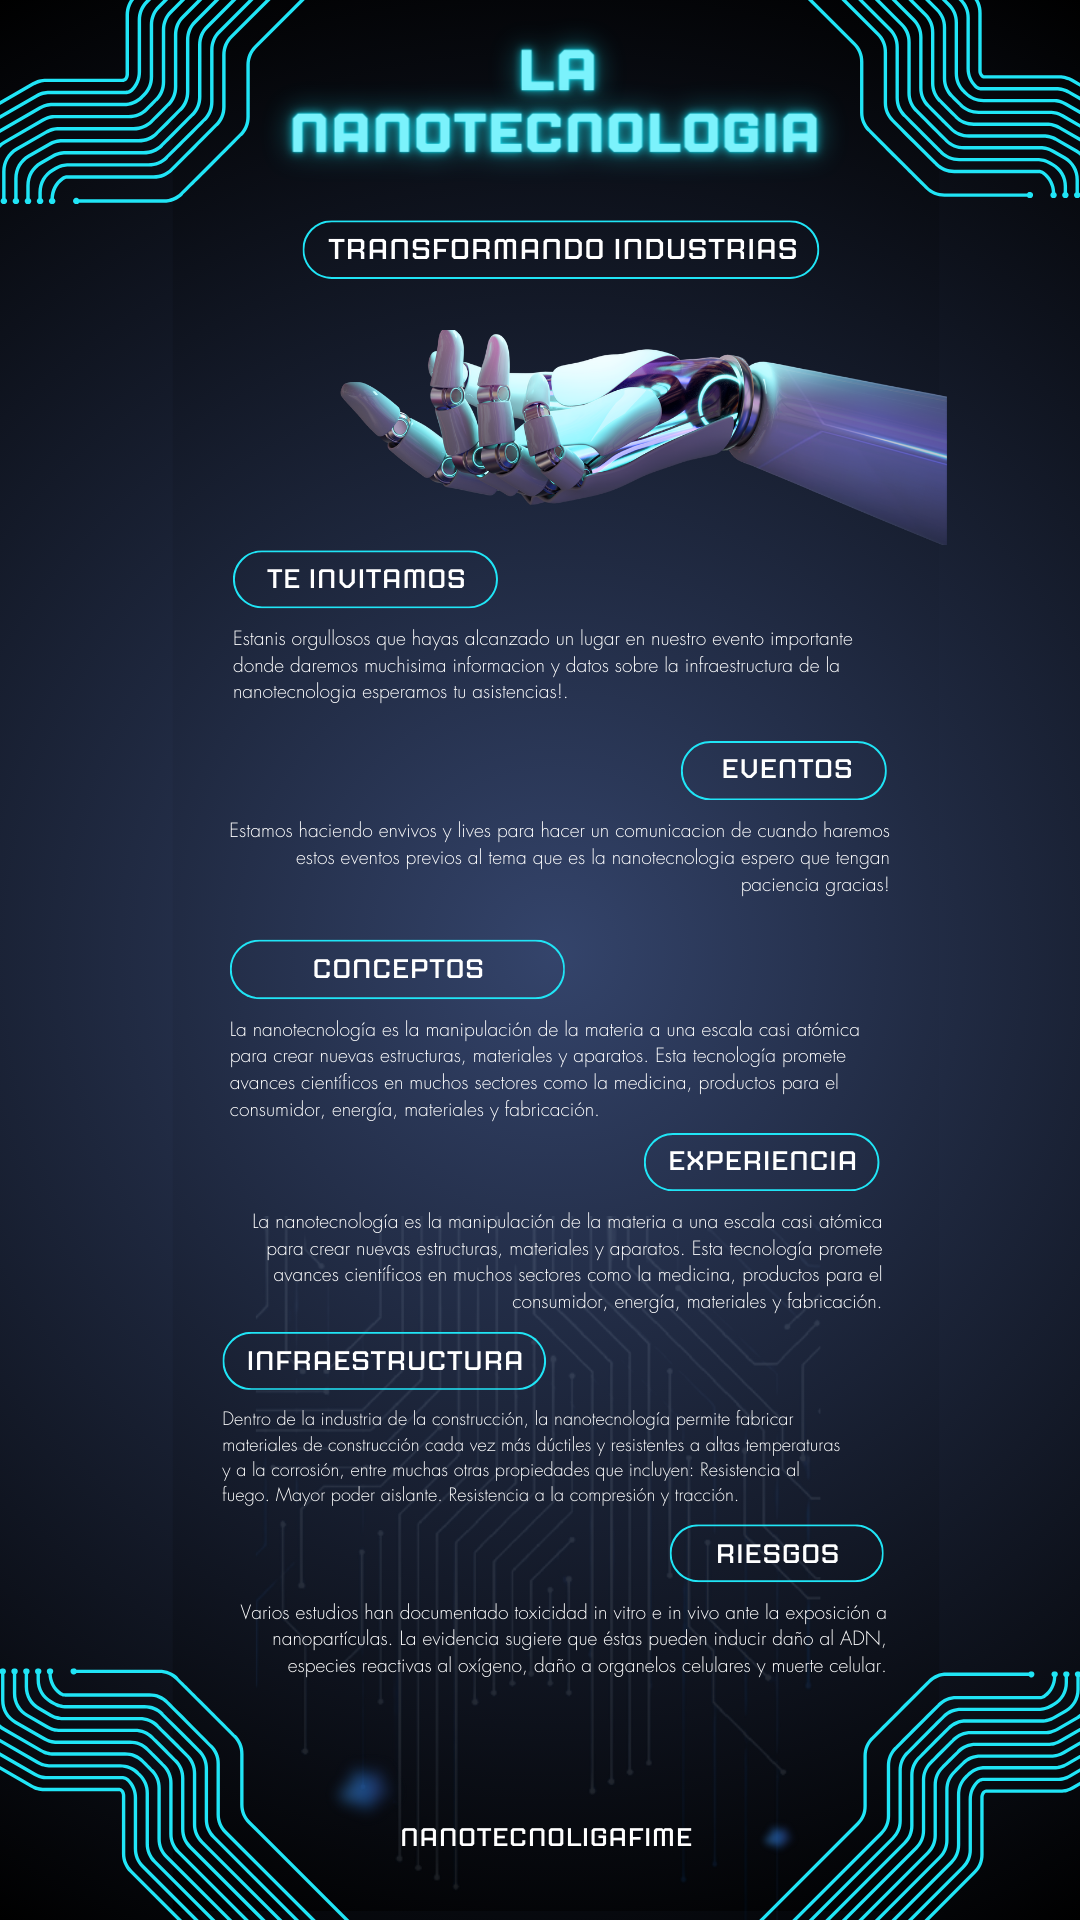 LA
NANOTECNOLOGIA
TRANSFORMANDO INDUSTRIAS
TE INVITAMOS
Estanis orgullosos que hayas alcanzado un lugar en nuestro evento importante
donde daremos muchisima informacion y datos sobre la infraestructura de la
nanotecnologia esperamos tu asistencias!.
EVENTOS
Estamos haciendo envivos y lives para hacer un comunicacion de cuando haremos
estos eventos previos al tema que es la nanotecnologia espero que tengan
paciencia gracias!
CONCEPTOS
La nanotecnología es la manipulación de la materia a una escala casi atómica
para crear nuevas estructuras, materiales y aparatos. Esta tecnología promete
avances científicos en muchos sectores como la medicina, productos para el
consumidor, energía, materiales y fabricación.
EXPERIENCIA
La nanotecnología es la manipulación de la materia a una escala casi atómica
para crear nuevas estructuras, materiales y aparatos. Esta tecnología promete
avances científicos en muchos sectores como la medicina, productos para el
consumidor, energía, materiales y fabricación.
INFRAESTRUCTURA
Dentro de la industria de la construcción, la nanotecnología permite fabricar
materiales de construcción cada vez más dúctiles y resistentes a altas temperaturas
y a la corrosión, entre muchas otras propiedades que incluyen: Resistencia al
fuego. Mayor poder aislante. Resistencia a la compresión y tracción.
RIESGOS
Varios estudios han documentado toxicidad in vitro e in vivo ante la exposición a
nanopartículas. La evidencia sugiere que éstas pueden inducir daño al ADN,
especies reactivas al oxígeno, daño a organelos celulares y muerte celular.
NANOTECNOLIGAFIME